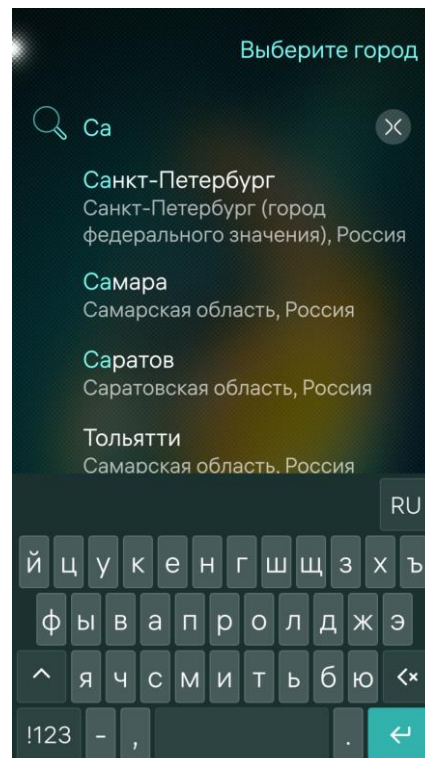 Выберите город
Са
Санкт-Петербург
Санкт-Петербург (город
федерального значения), Россия
Самара
Самарская область, Россия
Саратов
Саратовская область, Россия
Тольятти
Самарская область, Россия
RU
й ц у к е н г ш щ з х ъ
ф ы в а п р о л д ж э
я ч с м и т ь б ю
!123 - , .